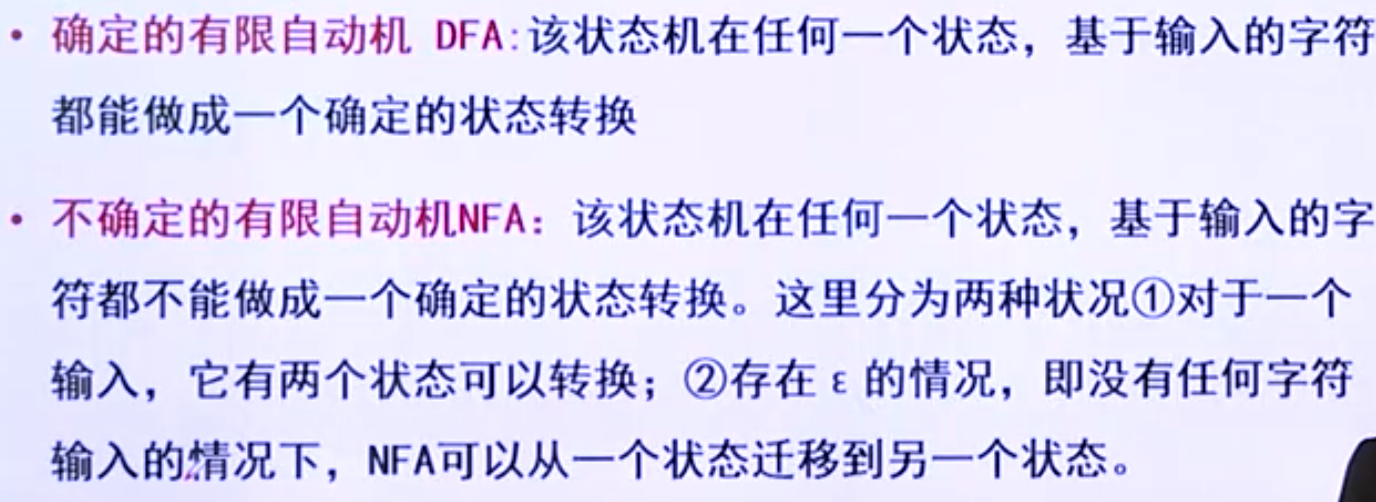 • 确定的有限自动机 DFA:该状态机在任何一个状态，基于输入的字符
都能做成一个确定的状态转换
• 不确定的有限自动机NFA：该状态机在任何一个状态，基于输入的字
符都不能做成一个确定的状态转换。这里分为两种状况①对于一个
输入，它有两个状态可以转换；②存在 ε 的情况，即没有任何字符
输入的情况下，NFA可以从一个状态迁移到另一个状态。